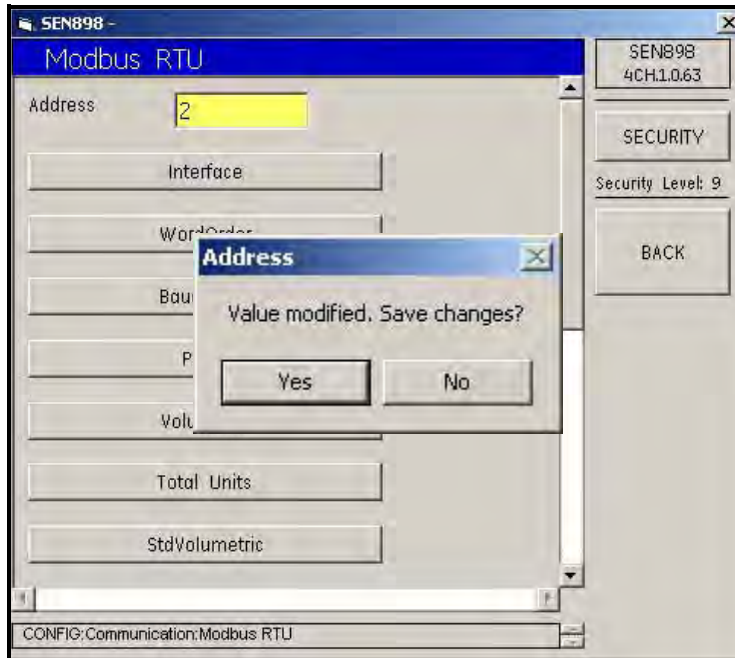 SEN898 -
Modbus RTU
SEN898
4CH.1.0.63
Address
2
SECURITY
Interface
Security Level: 9
WordOrder
Address
BACK
Value modified. Save changes?
Yes
No
Total Units
StdVolumetric
CONFIG:Communication:Modbus RTU